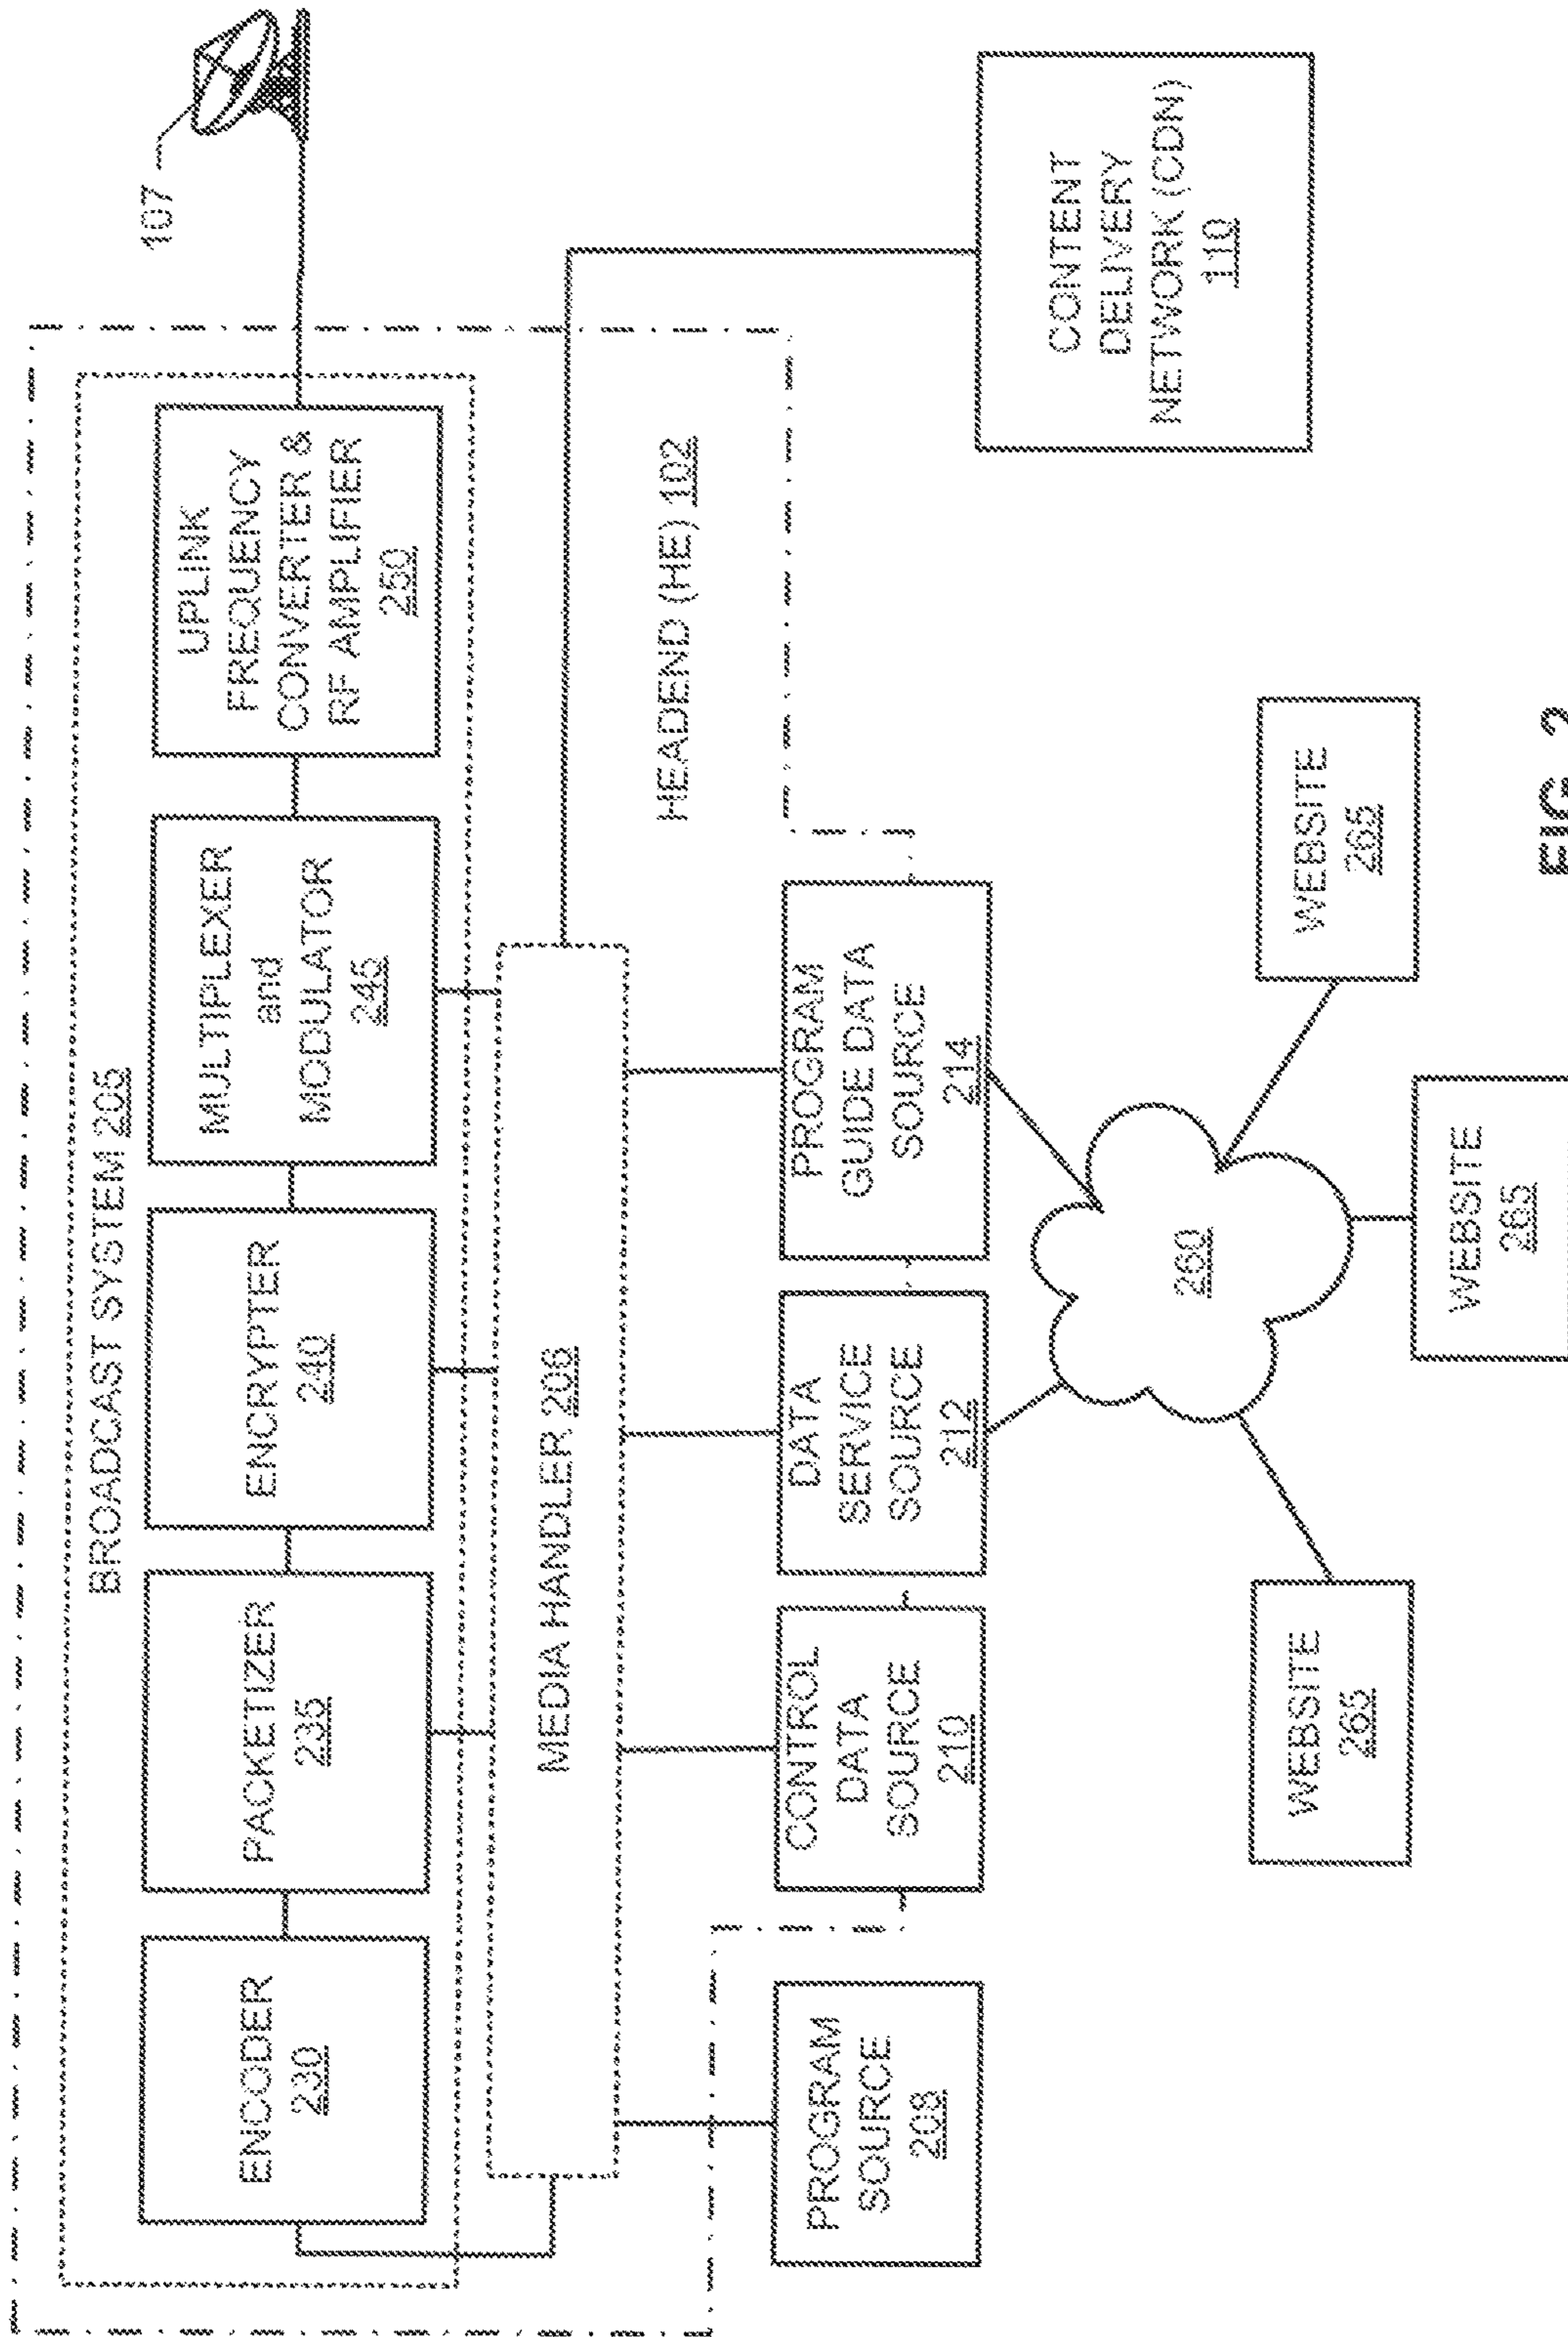 BROADCAST SYSTEM 205
ENCODER
230
PACKETIZER
235
ENCRYPTER
240
MULTIPLEXER
and
MODULATOR
245
UPLINK
FREQUENCY
CONVERTER &
RF AMPLIFIER
250
107
MEDIA HANDLER 206
HEADEND (HE) 102
PROGRAM
SOURCE
208
CONTROL
DATA
SOURCE
210
DATA
SERVICE
SOURCE
212
PROGRAM
GUIDE DATA
SOURCE
214
CONTENT
DELIVERY
NETWORK (CDN)
110
260
WEBSITE
265
WEBSITE
265
WEBSITE
265
FIG. 2